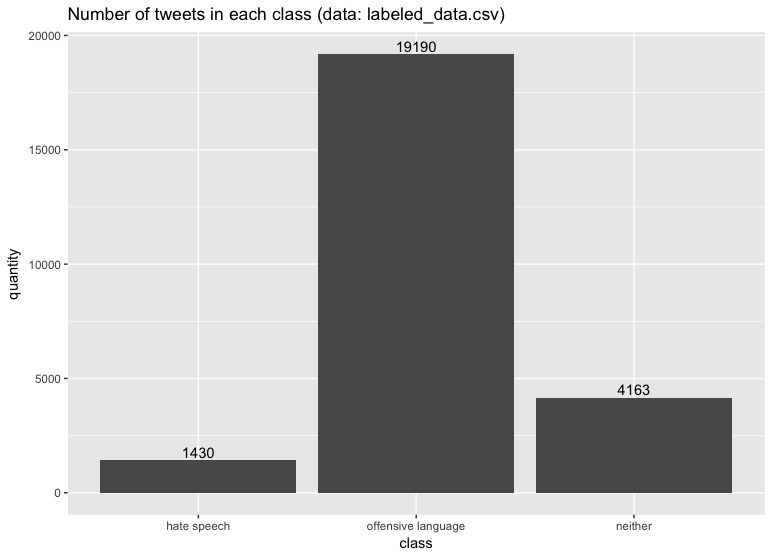 Number of tweets in each class (data: labeled_data.csv)
20000
15000
10000
5000
0
quantity
1430
19190
4163
hate speech
offensive language
neither
class